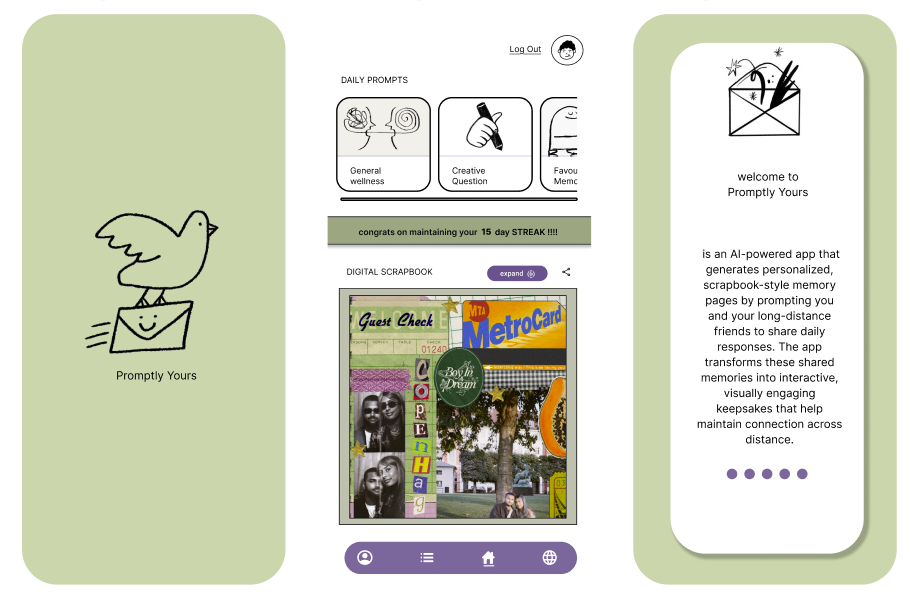 Promptly Yours
Log Out
DAILY PROMPTS
General
wellness
Creative
Question
Favou
Memo
congrats on maintaining your 15 day STREAK !!!!
DIGITAL SCRAPBOOK
expand
WELCOME
Guest Check
01240
MTA
MetroCard
Boy In
Dream
CopenHag
welcome to
Promptly Yours
is an AI-powered app that
generates personalized,
scrapbook-style memory
pages by prompting you
and your long-distance
friends to share daily
responses. The app
transforms these shared
memories into interactive,
visually engaging
keepsakes that help
maintain connection across
distance.